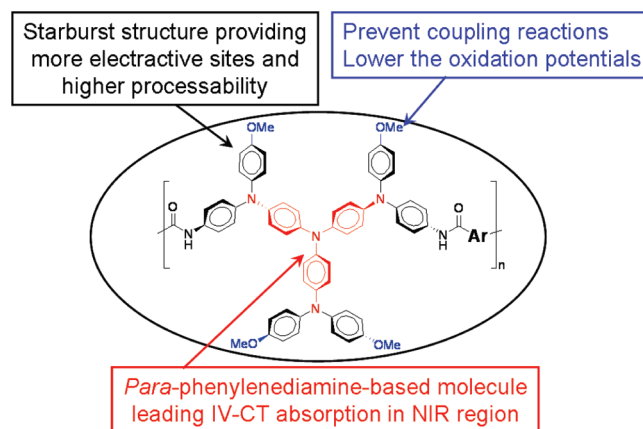 Starburst structure providing
more electractive sites and
higher processability
Prevent coupling reactions
Lower the oxidation potentials
OMe OMe
N N
O O
N N Ar
H H n
N
N
MeO OMe
Para-phenylenediamine-based molecule
leading IV-CT absorption in NIR region